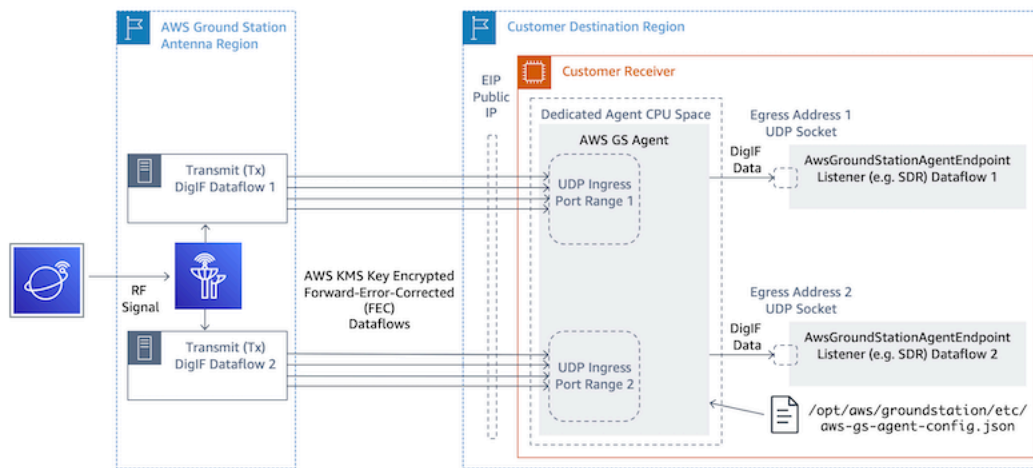 AWS Ground Station
Antenna Region
Customer Destination Region
EIP
Public
IP
Customer Receiver
Dedicated Agent CPU Space
AWS GS Agent
Egress Address 1
UDP Socket
Transmit (Tx)
DigIF Dataflow 1
UDP Ingress
Port Range 1
DigIF
Data
AwsGroundStationAgentEndpoint
Listener (e.g. SDR) Dataflow 1
RF
Signal
AWS KMS Key Encrypted
Forward-Error-Corrected
(FEC)
Dataflows
Egress Address 2
UDP Socket
Transmit (Tx)
DigIF Dataflow 2
UDP Ingress
Port Range 2
DigIF
Data
AwsGroundStationAgentEndpoint
Listener (e.g. SDR) Dataflow 2
/opt/aws/groundstation/etc/
aws-gs-agent-config.json